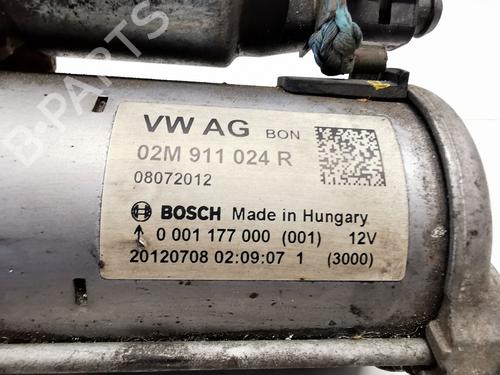 VW AG BON
02M 911 024 R
08072012
BOSCH Made in Hungary
↑ 0 001 177 000 (001) 12V
20120708 02:09:07 1 (3000)
B-PARTS